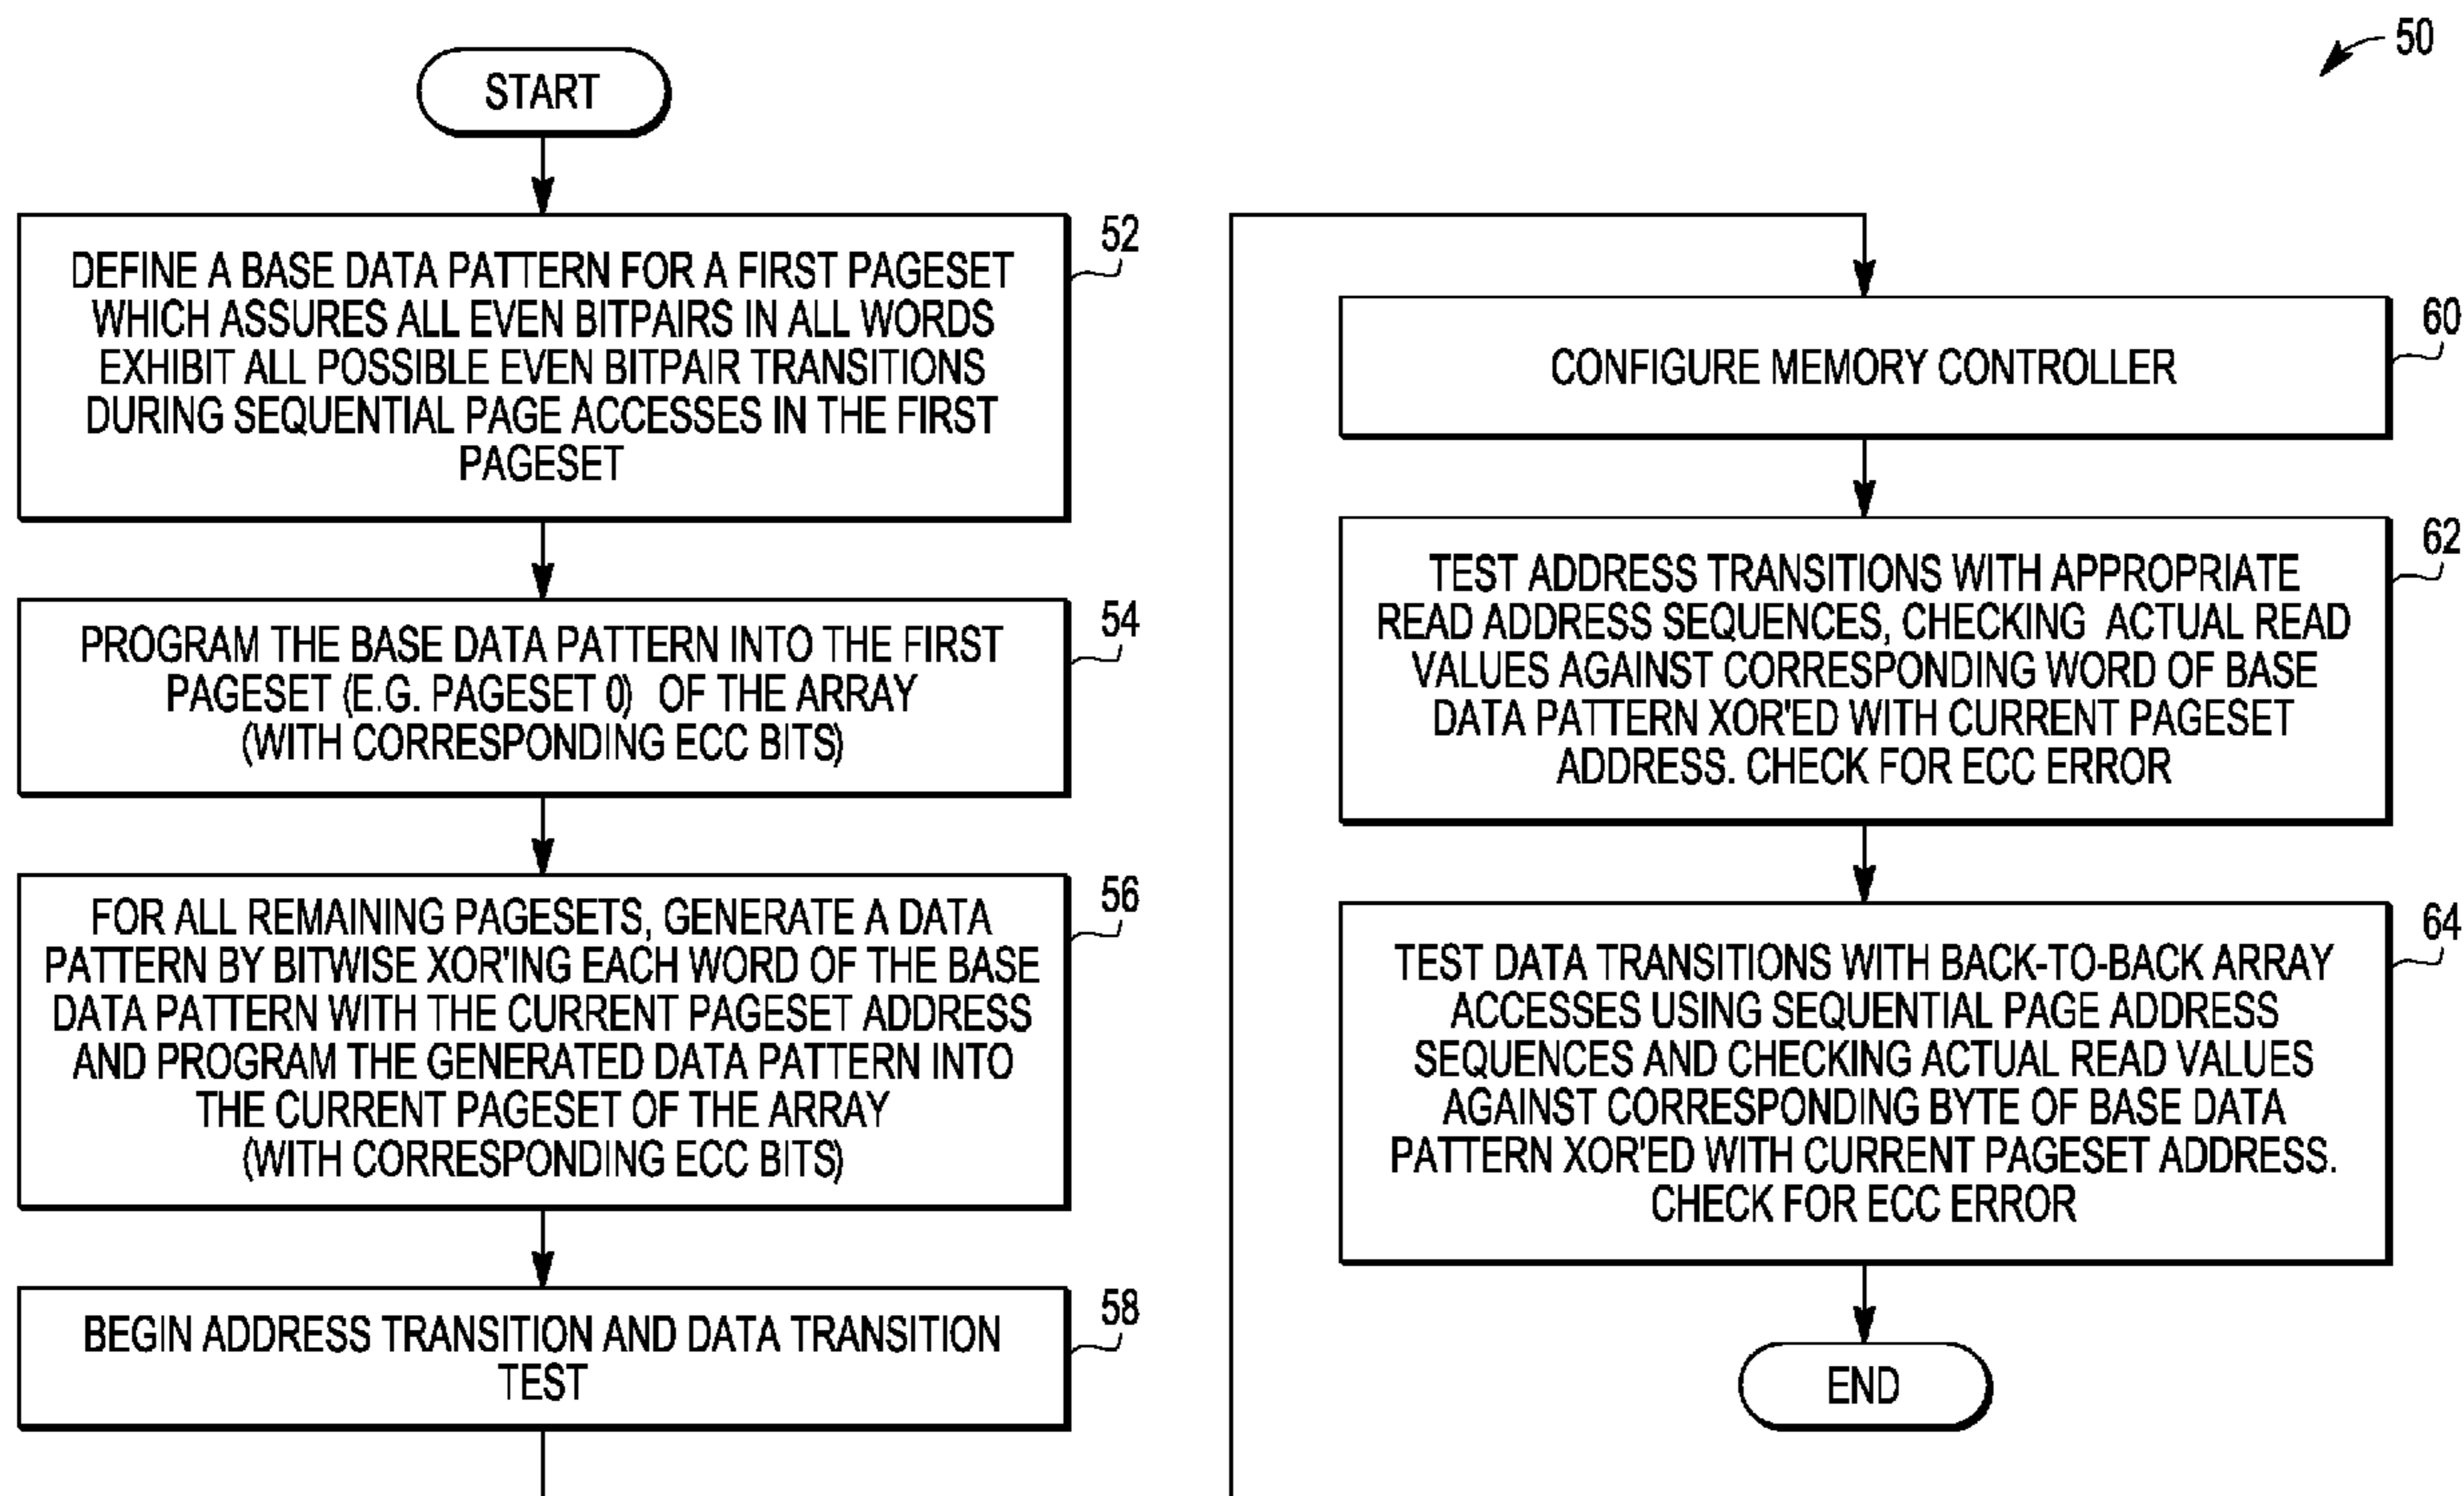 50
START
52
DEFINE A BASE DATA PATTERN FOR A FIRST PAGESET
WHICH ASSURES ALL EVEN BITPAIRS IN ALL WORDS
EXHIBIT ALL POSSIBLE EVEN BITPAIR TRANSITIONS
DURING SEQUENTIAL PAGE ACCESSES IN THE FIRST
PAGESET
54
PROGRAM THE BASE DATA PATTERN INTO THE FIRST
PAGESET (E.G. PAGESET 0) OF THE ARRAY
(WITH CORRESPONDING ECC BITS)
56
FOR ALL REMAINING PAGESETS, GENERATE A DATA
PATTERN BY BITWISE XOR'ING EACH WORD OF THE BASE
DATA PATTERN WITH THE CURRENT PAGESET ADDRESS
AND PROGRAM THE GENERATED DATA PATTERN INTO
THE CURRENT PAGESET OF THE ARRAY
(WITH CORRESPONDING ECC BITS)
58
BEGIN ADDRESS TRANSITION AND DATA TRANSITION
TEST
60
CONFIGURE MEMORY CONTROLLER
62
TEST ADDRESS TRANSITIONS WITH APPROPRIATE
READ ADDRESS SEQUENCES, CHECKING ACTUAL READ
VALUES AGAINST CORRESPONDING WORD OF BASE
DATA PATTERN XOR'ED WITH CURRENT PAGESET
ADDRESS. CHECK FOR ECC ERROR
64
TEST DATA TRANSITIONS WITH BACK-TO-BACK ARRAY
ACCESSES USING SEQUENTIAL PAGE ADDRESS
SEQUENCES AND CHECKING ACTUAL READ VALUES
AGAINST CORRESPONDING BYTE OF BASE DATA
PATTERN XOR'ED WITH CURRENT PAGESET ADDRESS.
CHECK FOR ECC ERROR
END